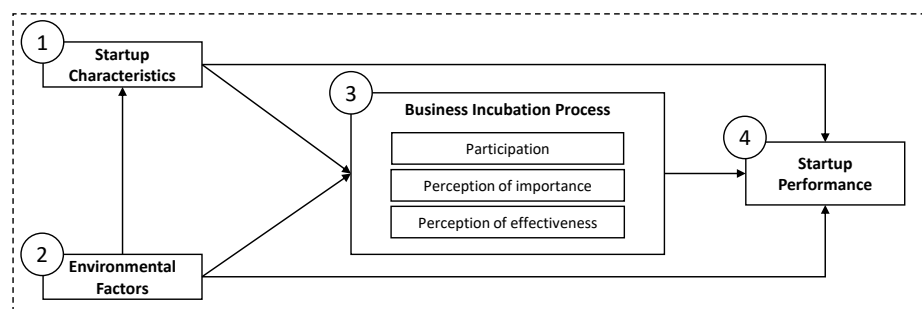 1
Startup
Characteristics
3
Business Incubation Process
Participation
Perception of importance
Perception of effectiveness
4
Startup
Performance
2
Environmental
Factors